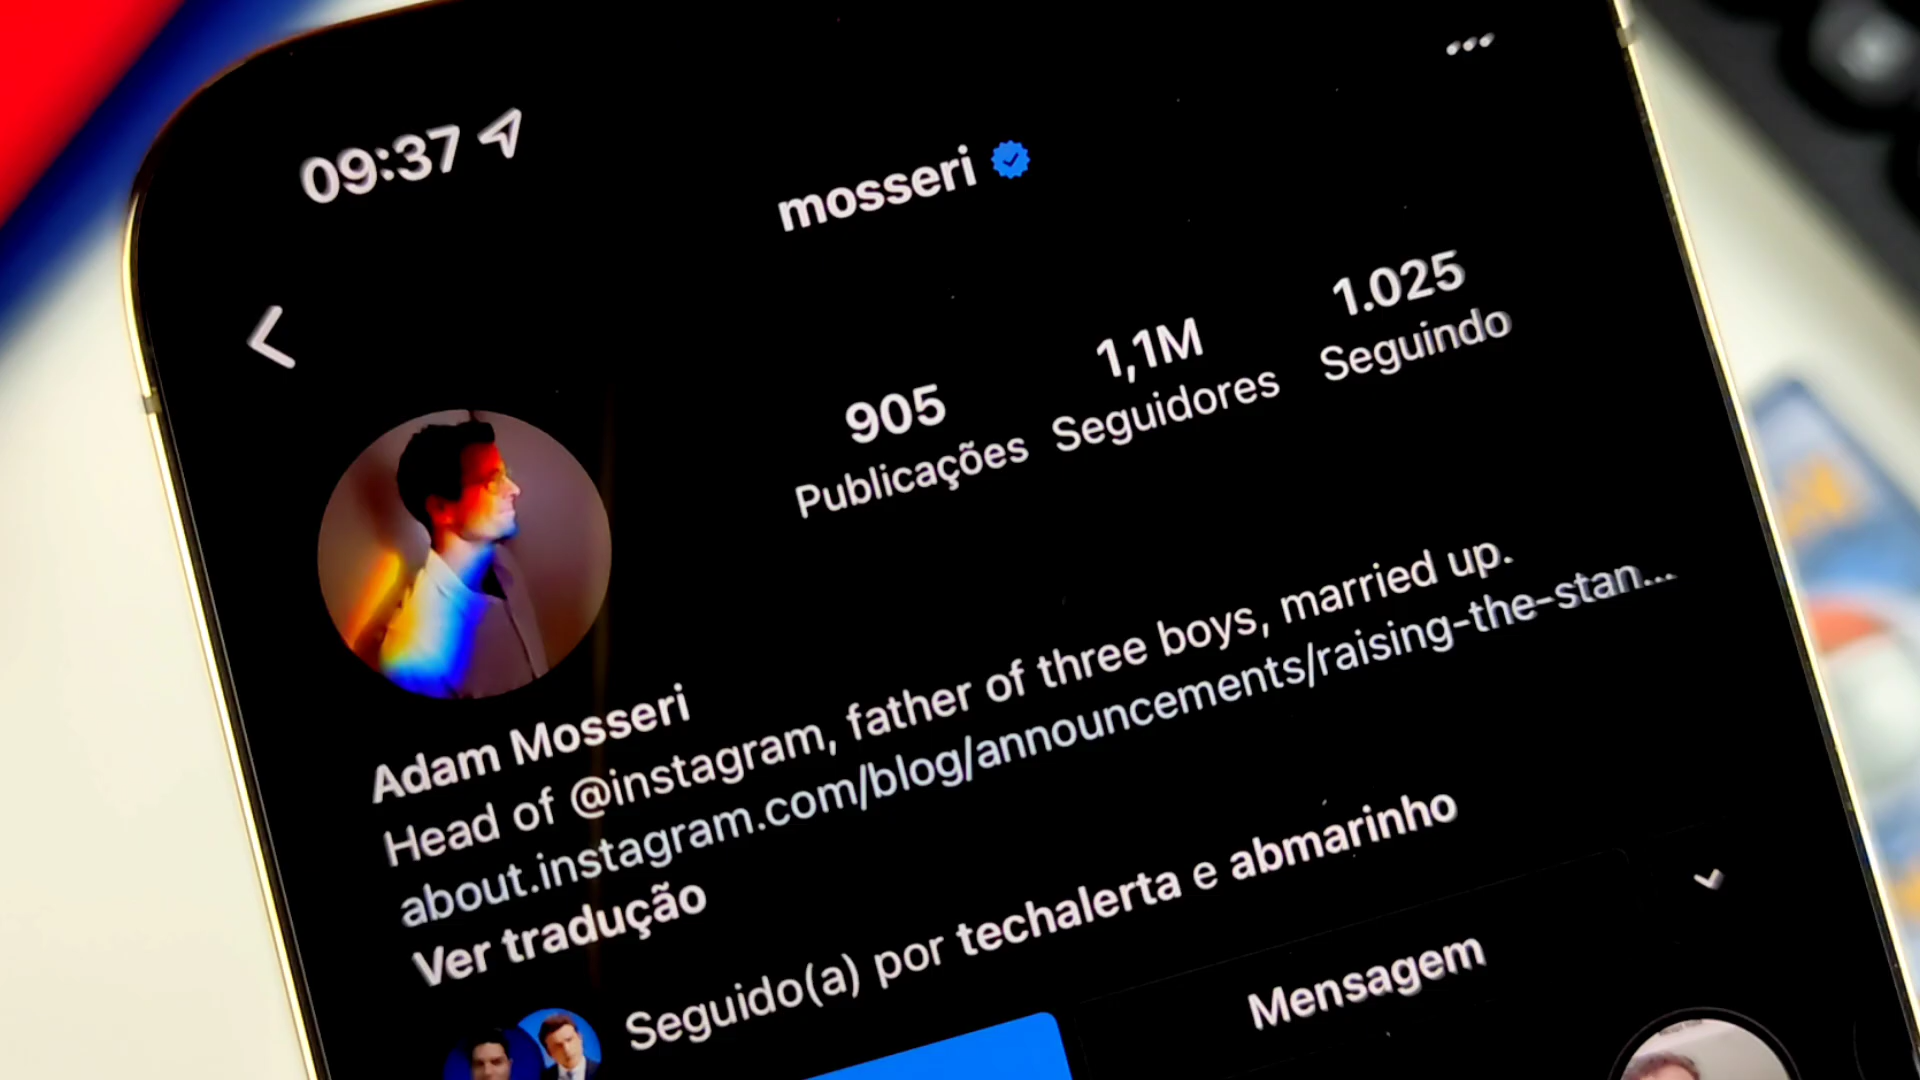 09:37
mosseri
905
Publicações
1,1M
Seguidores
1.025
Seguindo
Adam Mosseri
Head of @instagram, father of three boys, married up.
about.instagram.com/blog/announcements/raising-the-stan...
Ver tradução
Seguido(a) por techalerta e abmarinho
Mensagem